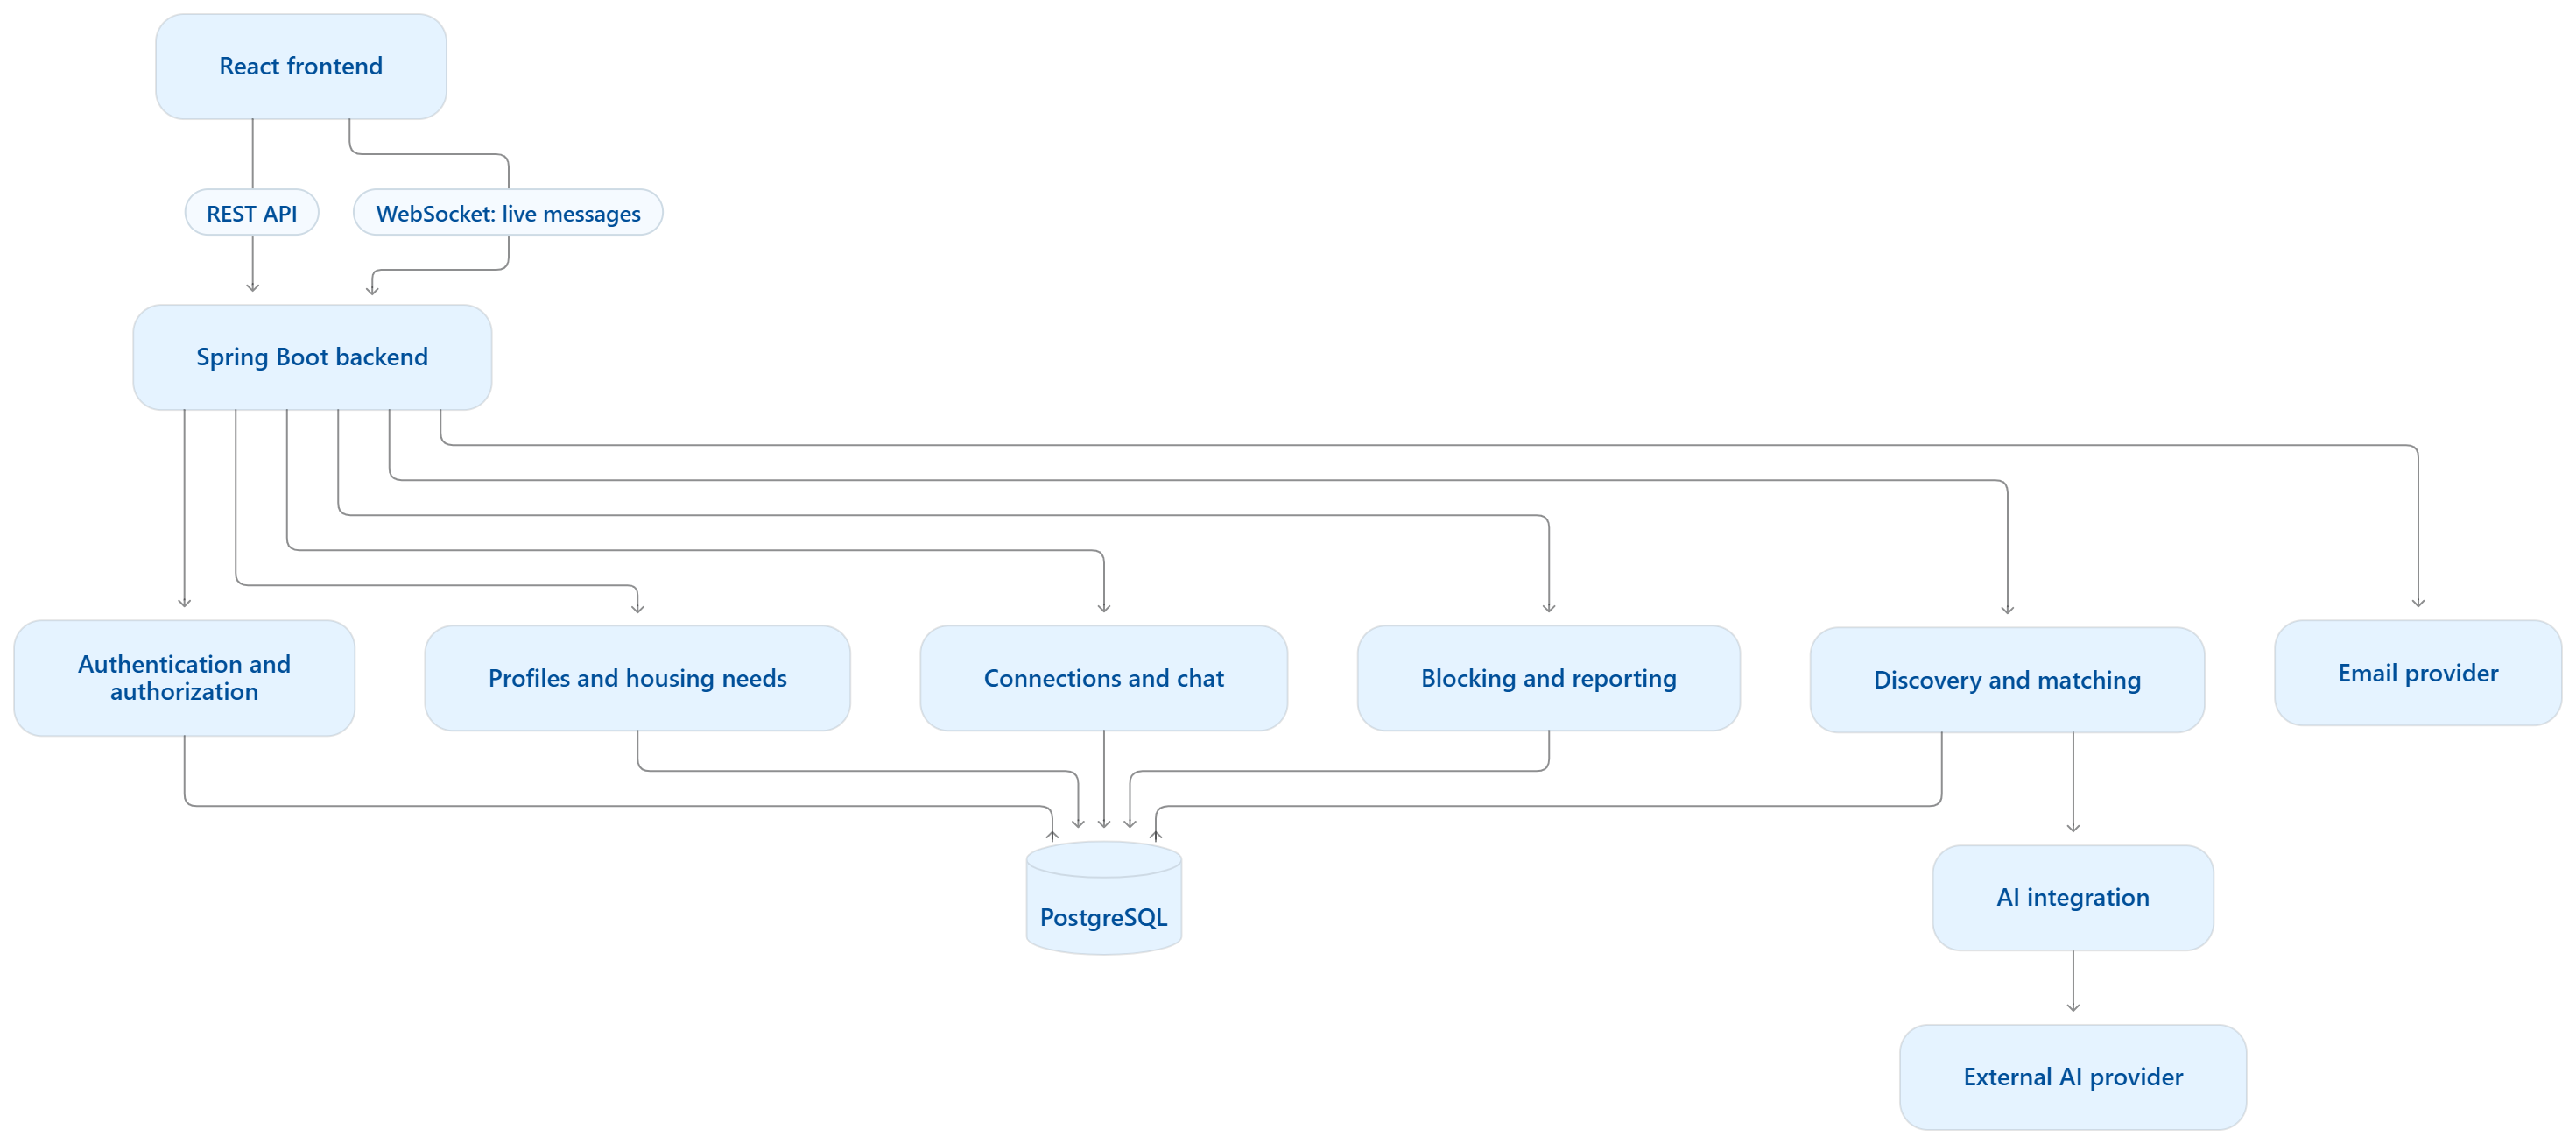 React frontend
REST API
WebSocket: live messages
Spring Boot backend
Authentication and
authorization
Profiles and housing needs
Connections and chat
Blocking and reporting
Discovery and matching
Email provider
PostgreSQL
AI integration
External AI provider